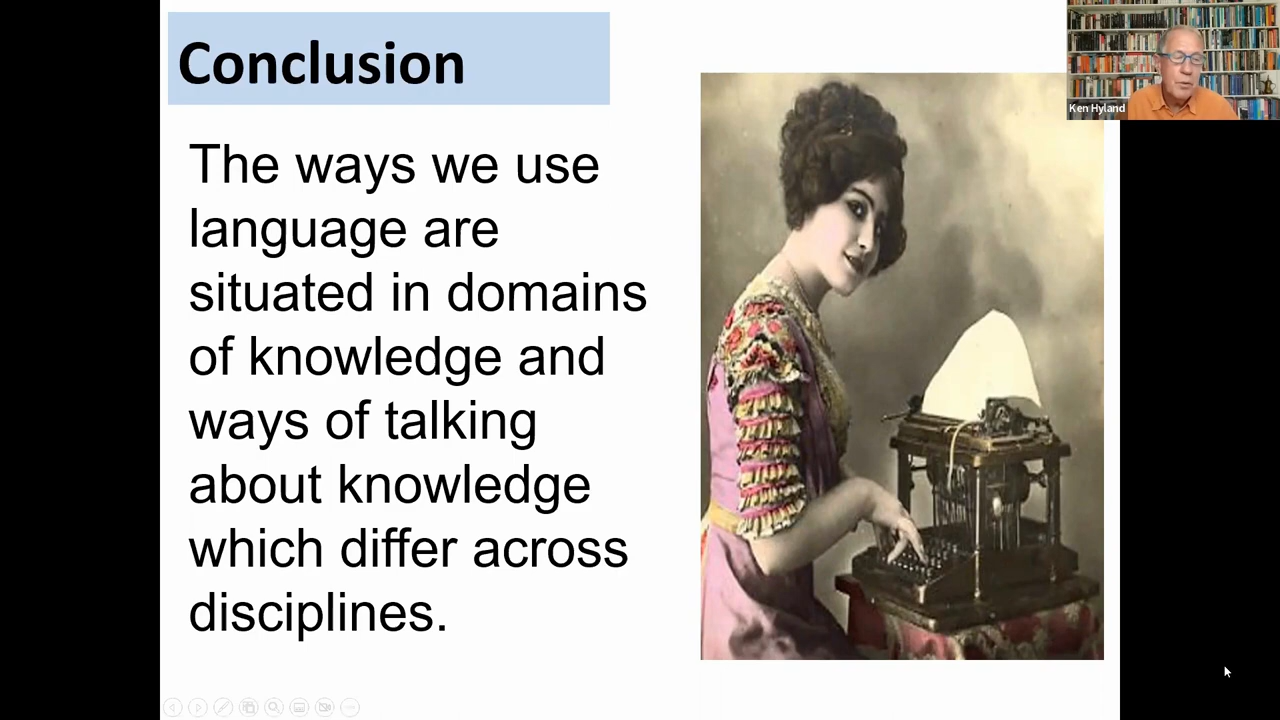 Conclusion
The ways we use
language are
situated in domains
of knowledge and
ways of talking
about knowledge
which differ across
disciplines.
Ken Hyland